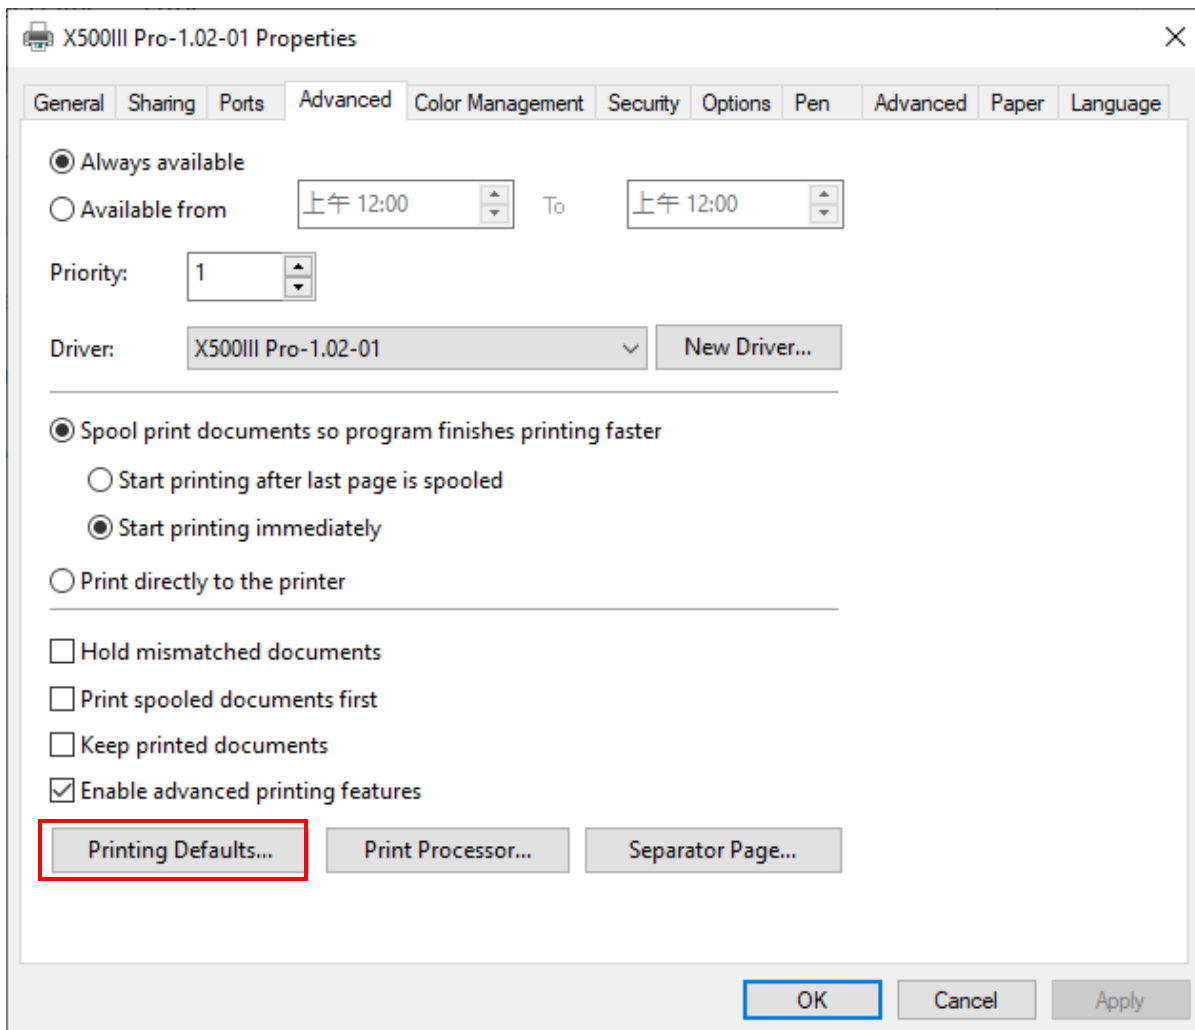 X500III Pro-1.02-01 Properties
General Sharing Ports Advanced Color Management Security Options Pen Advanced Paper Language
Always available
Available from 上午 12:00 To 上午 12:00
Priority: 1
Driver: X500III Pro-1.02-01 New Driver...
Spool print documents so program finishes printing faster
Start printing after last page is spooled
Start printing immediately
Print directly to the printer
Hold mismatched documents
Print spooled documents first
Keep printed documents
Enable advanced printing features
Printing Defaults... Print Processor... Separator Page...
OK Cancel Apply